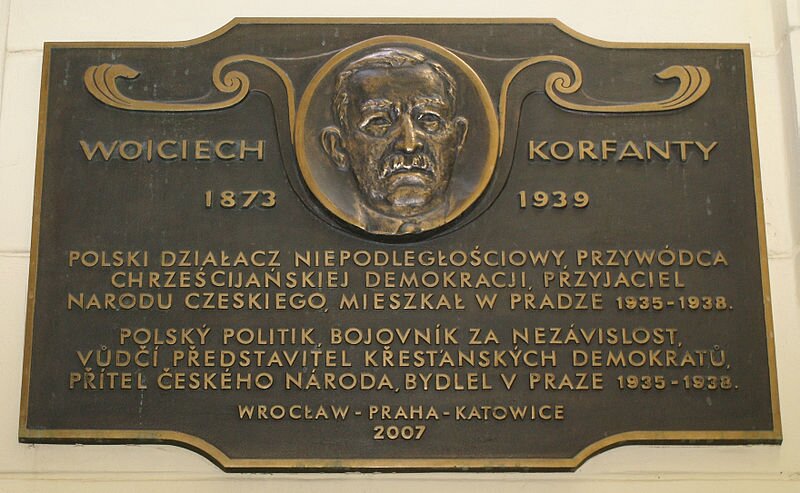 WOJCIECH KORFANTY
1873 1939
POLSKI DZIAŁACZ NIEPODLEGŁOŚCIOWY, PRZYWÓDCA
CHRZEŚCIJAŃSKIEJ DEMOKRACJI, PRZYJACIEL
NARODU CZESKIEGO, MIESZKAŁ W PRADZE 1935-1938.
POLSKÝ POLITIK, BOJOVNÍK ZA NEZÁVISLOST,
VŮDČÍ PŘEDSTAVITEL KŘESŤANSKÝCH DEMOKRATŮ,
PŘÍTEL ČESKÉHO NÁRODA, BYDLEL V PRAZE 1935-1938.
WROCŁAW - PRAHA - KATOWICE
2007